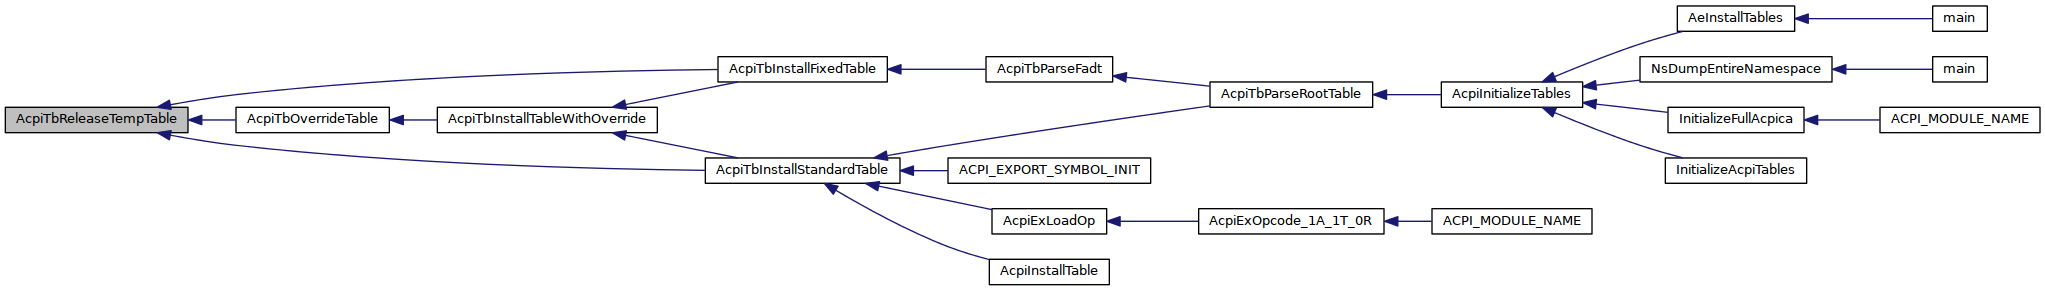 AeInstallTables
main
AcpiTbInstallFixedTable
AcpiTbParseFadt
NsDumpEntireNamespace
main
AcpiTbParseRootTable
AcpiInitializeTables
AcpiTbReleaseTempTable
AcpiTbOverrideTable
AcpiTbInstallTableWithOverride
InitializeFullAcpica
ACPI_MODULE_NAME
AcpiTbInstallStandardTable
ACPI_EXPORT_SYMBOL_INIT
InitializeAcpiTables
AcpiExLoadOp
AcpiExOpcode_1A_1T_0R
ACPI_MODULE_NAME
AcpiInstallTable